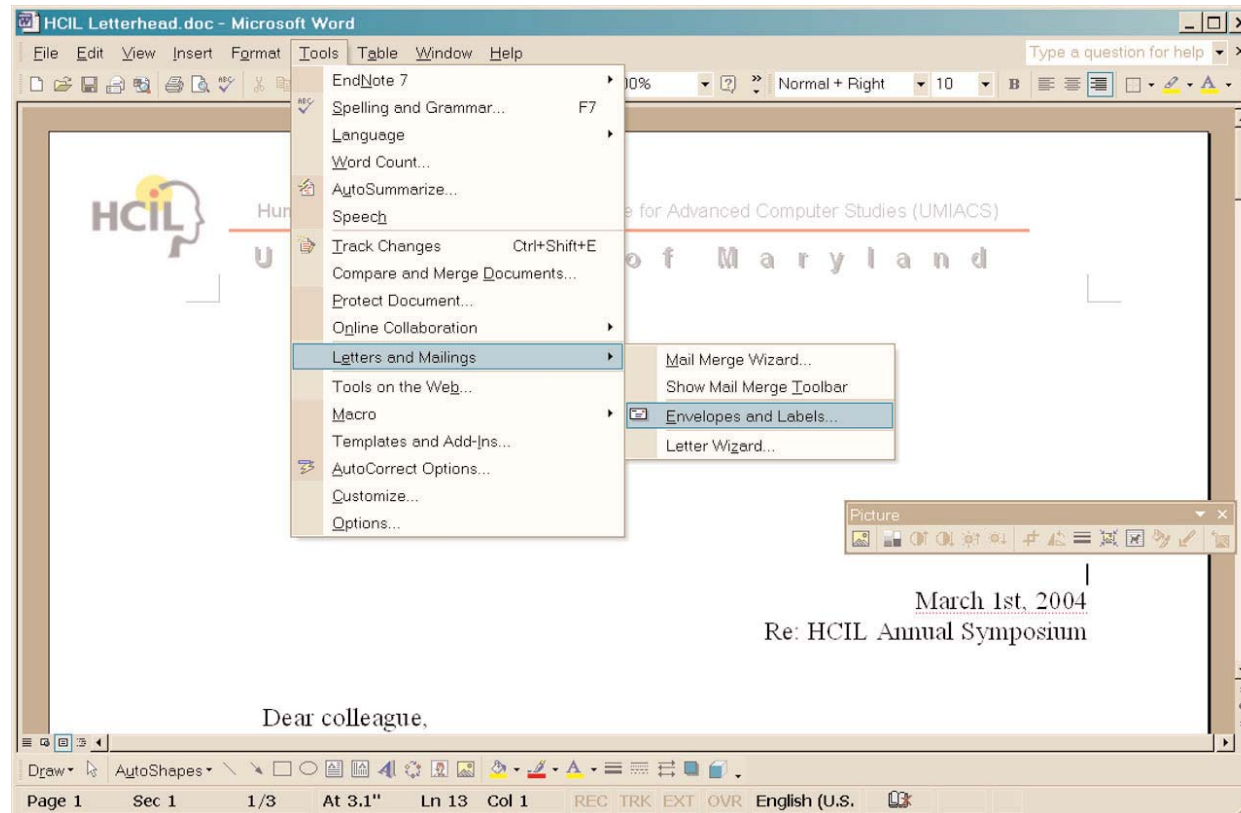 HCIL Letterhead.doc - Microsoft Word
File Edit View Insert Format Tools Table Window Help Type a question for help
00% Normal + Right 10 B A
EndNote 7
Spelling and Grammar... F7
Language
Word Count...
AutoSummarize...
Speech
Track Changes Ctrl+Shift+E
Compare and Merge Documents...
Protect Document...
Online Collaboration
Letters and Mailings
Tools on the Web...
Macro
Templates and Add-Ins...
AutoCorrect Options...
Customize...
Options...
Mail Merge Wizard...
Show Mail Merge Toolbar
Envelopes and Labels...
Letter Wizard...
HCIL
for Advanced Computer Studies (UMIACS)
U of Maryland
Picture
March 1st, 2004
Re: HCIL Annual Symposium
Dear colleague,
Draw AutoShapes A
Page 1 Sec 1 1/3 At 3.1" Ln 13 Col 1 REC TRK EXT OVR English (U.S.